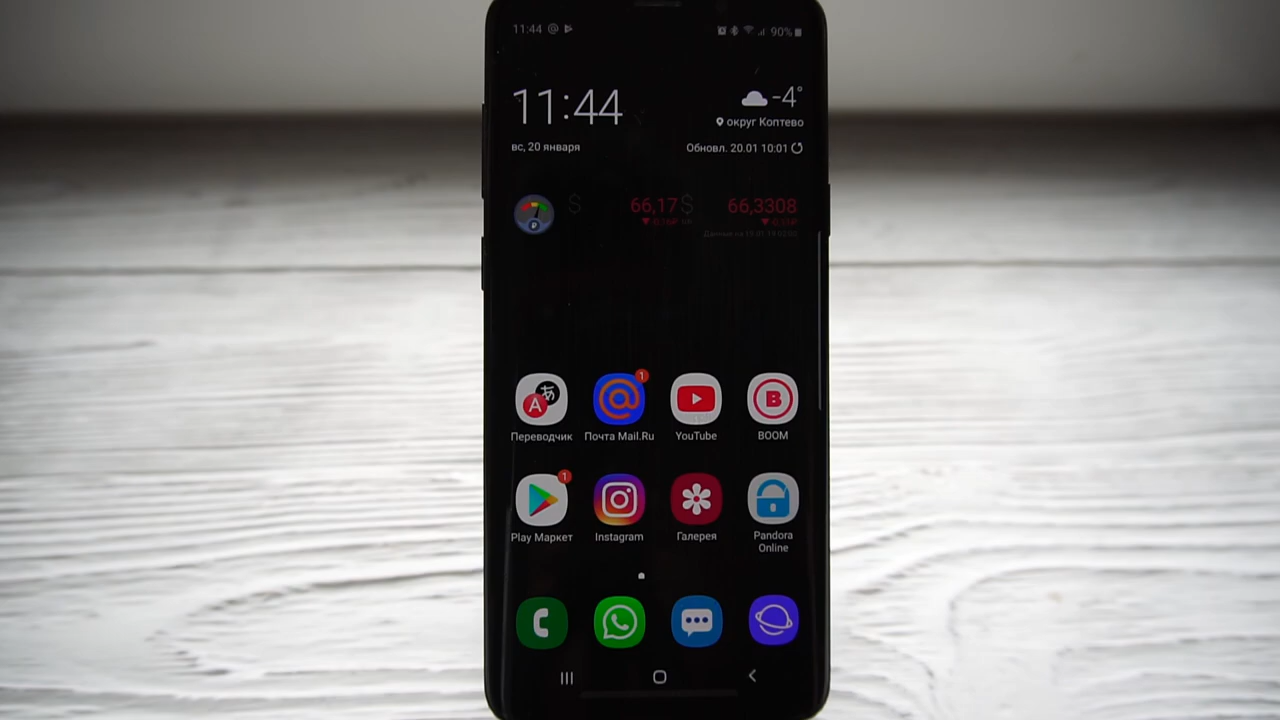 11:44
90%
11:44
-4°
округ Коптево
вс, 20 января
Обновл. 20.01 10:01
$ 66,17 $ 66,3308
Переводчик
Почта Mail.Ru
YouTube
BOOM
Play Маркет
Instagram
Галерея
Pandora
Online